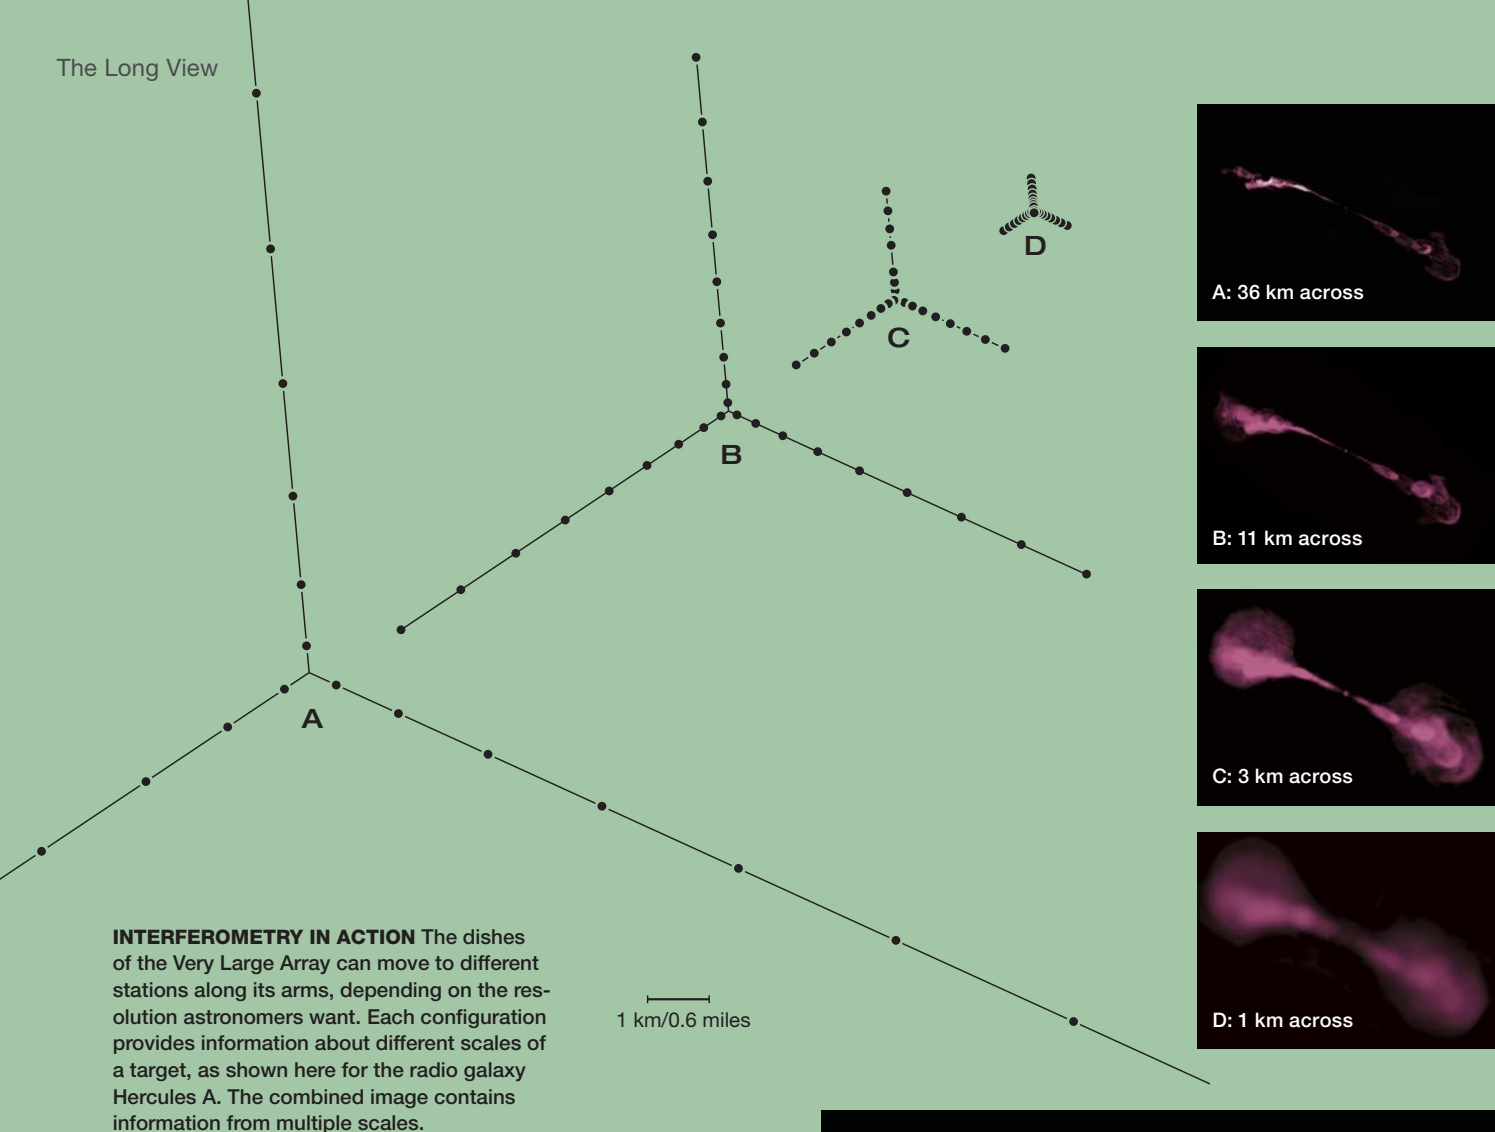 The Long View
D
C
B
A
A: 36 km across
B: 11 km across
C: 3 km across
D: 1 km across
INTERFEROMETRY IN ACTION The dishes
of the Very Large Array can move to different
stations along its arms, depending on the res-
olution astronomers want. Each configuration
provides information about different scales of
a target, as shown here for the radio galaxy
Hercules A. The combined image contains
information from multiple scales.
1 km/0.6 miles